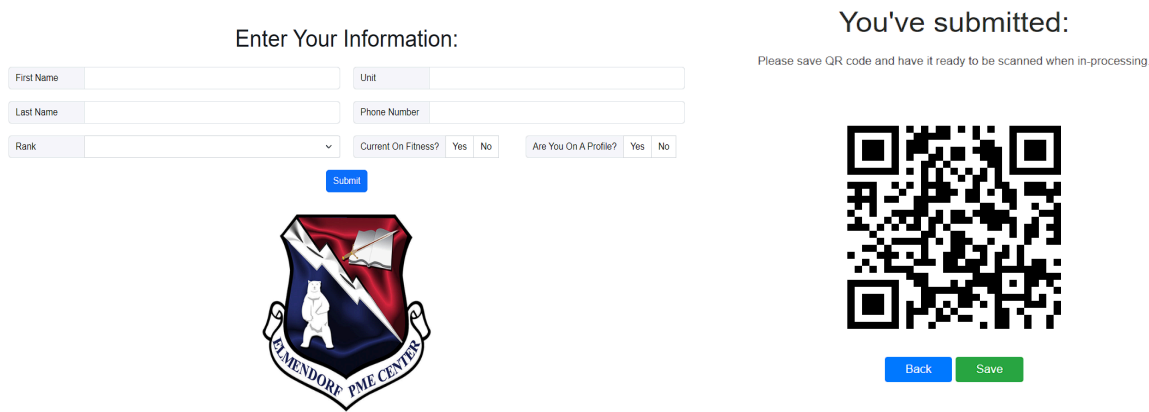 Enter Your Information:
First Name
Unit
Last Name
Phone Number
Rank
Current On Fitness? Yes No
Are You On A Profile? Yes No
Submit
ELMENDORF PME CENTER
You've submitted:
Please save QR code and have it ready to be scanned when in-processing
Back
Save